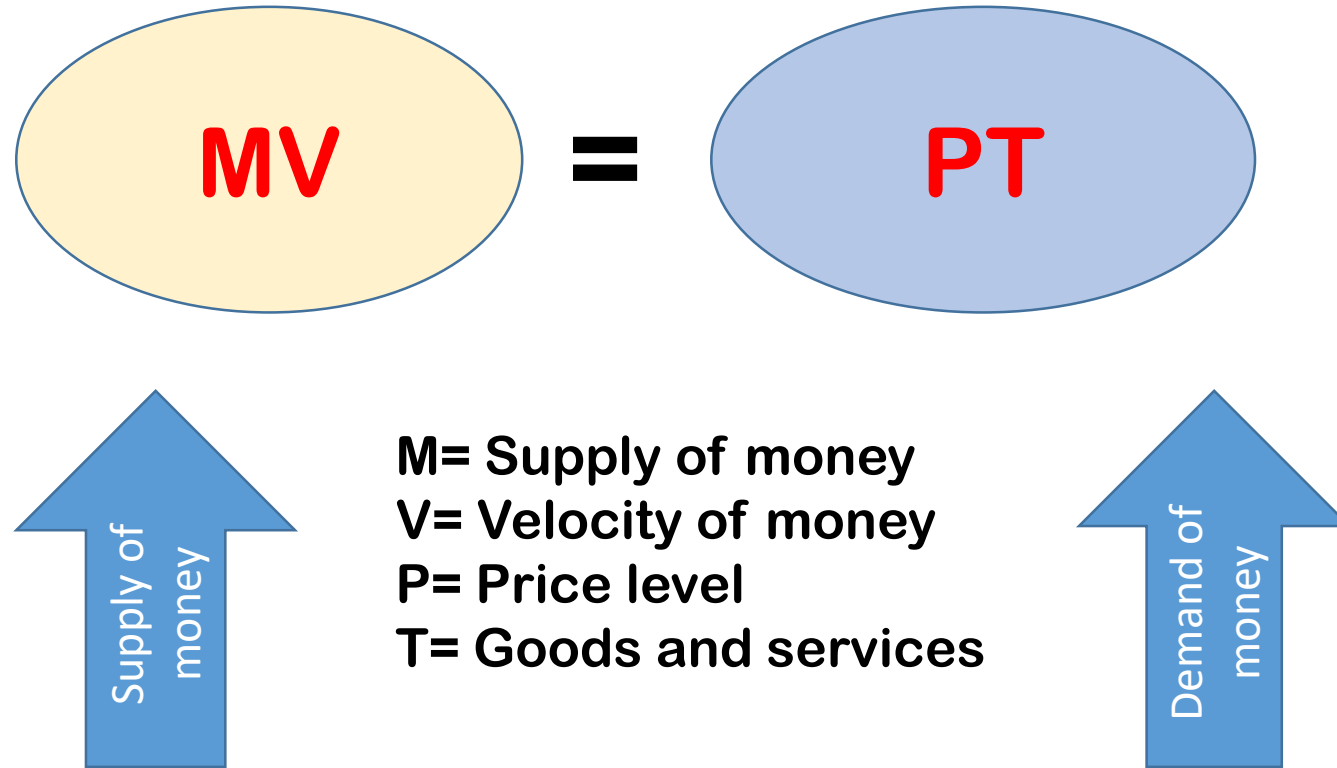 MV = PT
M= Supply of money
V= Velocity of money
P= Price level
T= Goods and services
Supply of
money
Demand of
money